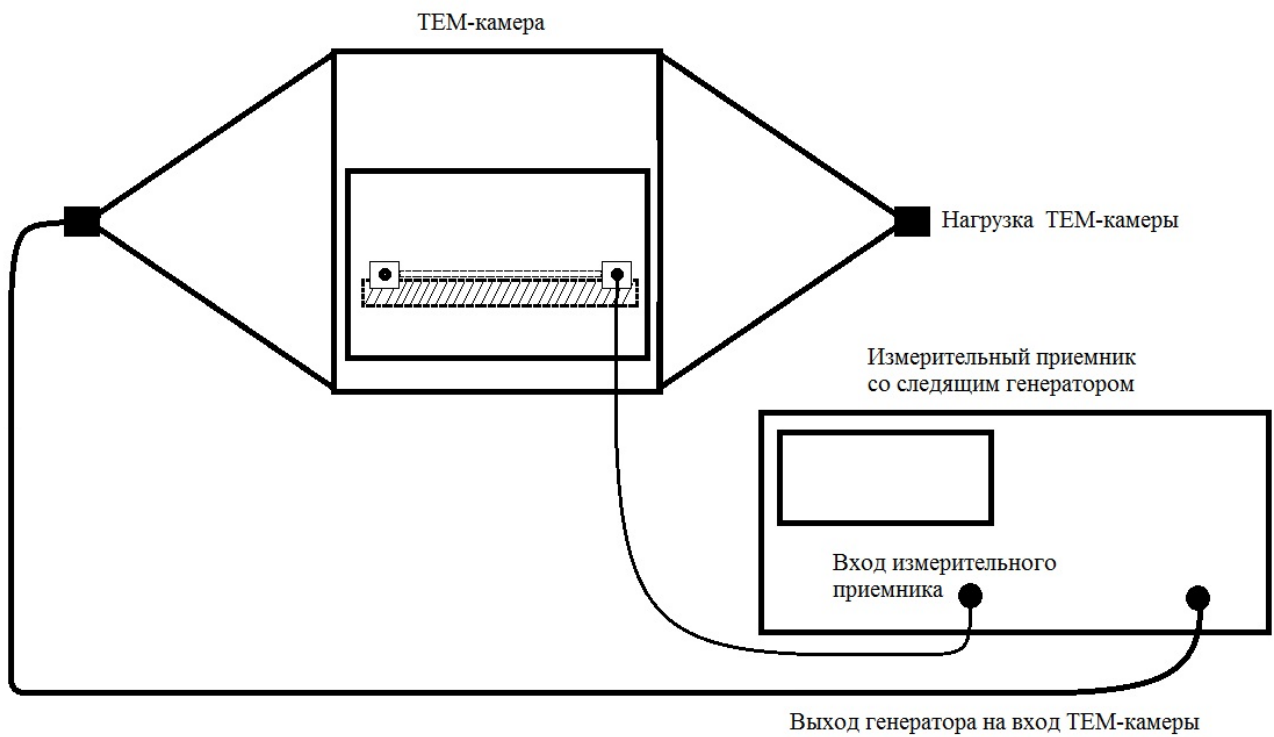 ТЕМ-камера
Нагрузка ТЕМ-камеры
Измерительный приемник
со следящим генератором
Вход измерительного
приемника
Выход генератора на вход ТЕМ-камеры